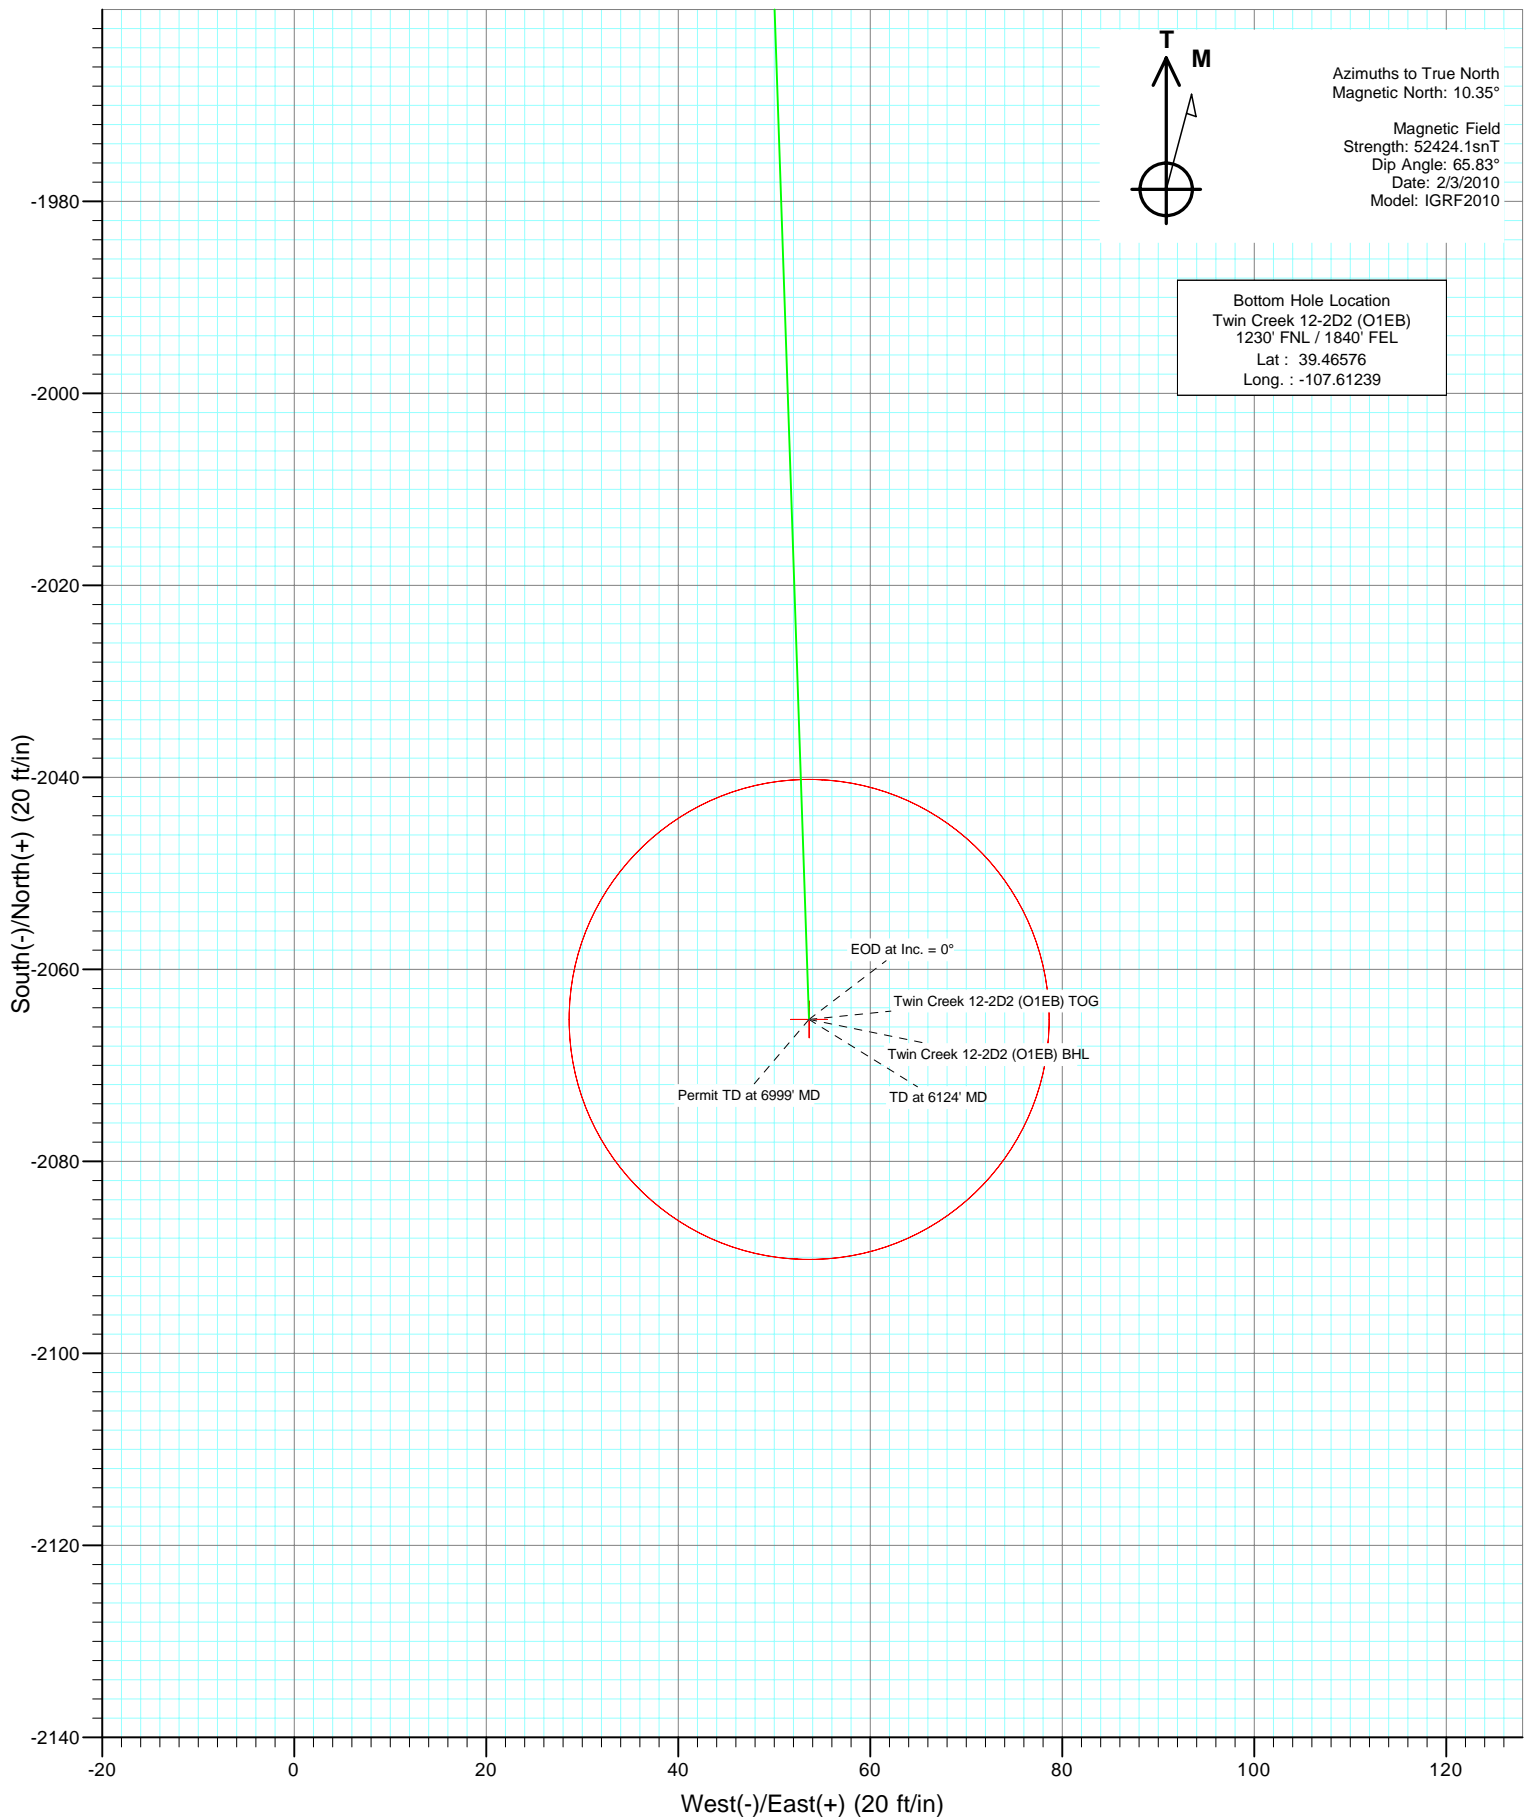 T
M
Azimuths to True North
Magnetic North: 10.35°
Magnetic Field
Strength: 52424.1snT
Dip Angle: 65.83°
Date: 2/3/2010
Model: IGRF2010
Bottom Hole Location
Twin Creek 12-2D2 (O1EB)
1230' FNL / 1840' FEL
Lat : 39.46576
Long. : -107.61239
-1980
-2000
-2020
-2040
-2060
-2080
-2100
-2120
-2140
South(-)/North(+) (20 ft/in)
EOD at Inc. = 0°
Twin Creek 12-2D2 (O1EB) TOG
Twin Creek 12-2D2 (O1EB) BHL
Permit TD at 6999' MD
TD at 6124' MD
-20
0
20
40
60
80
100
120
West(-)/East(+) (20 ft/in)